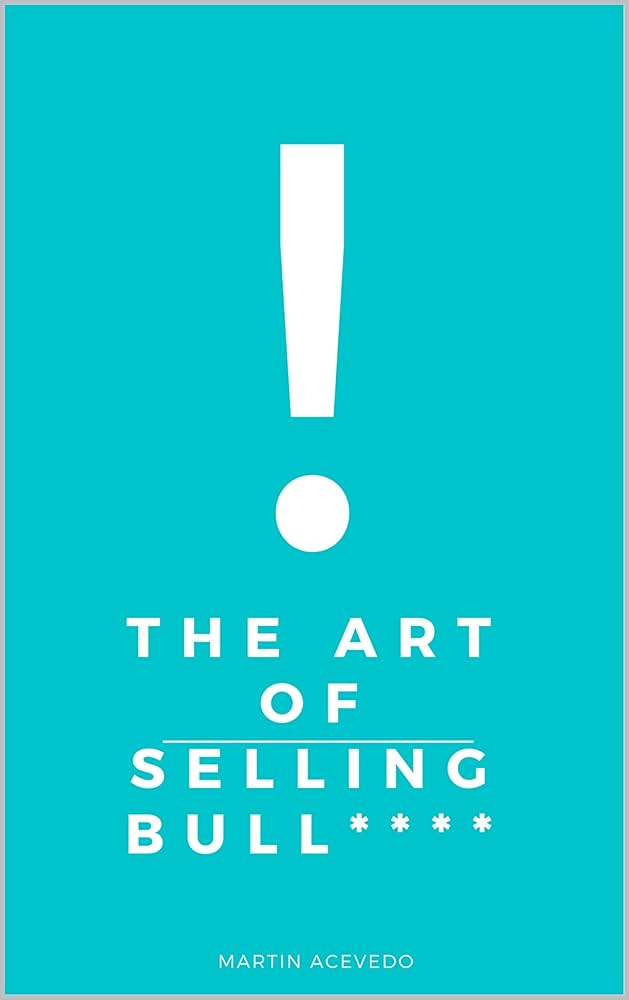 !
THE ART
OF
SELLING
BULL****
MARTIN ACEVEDO